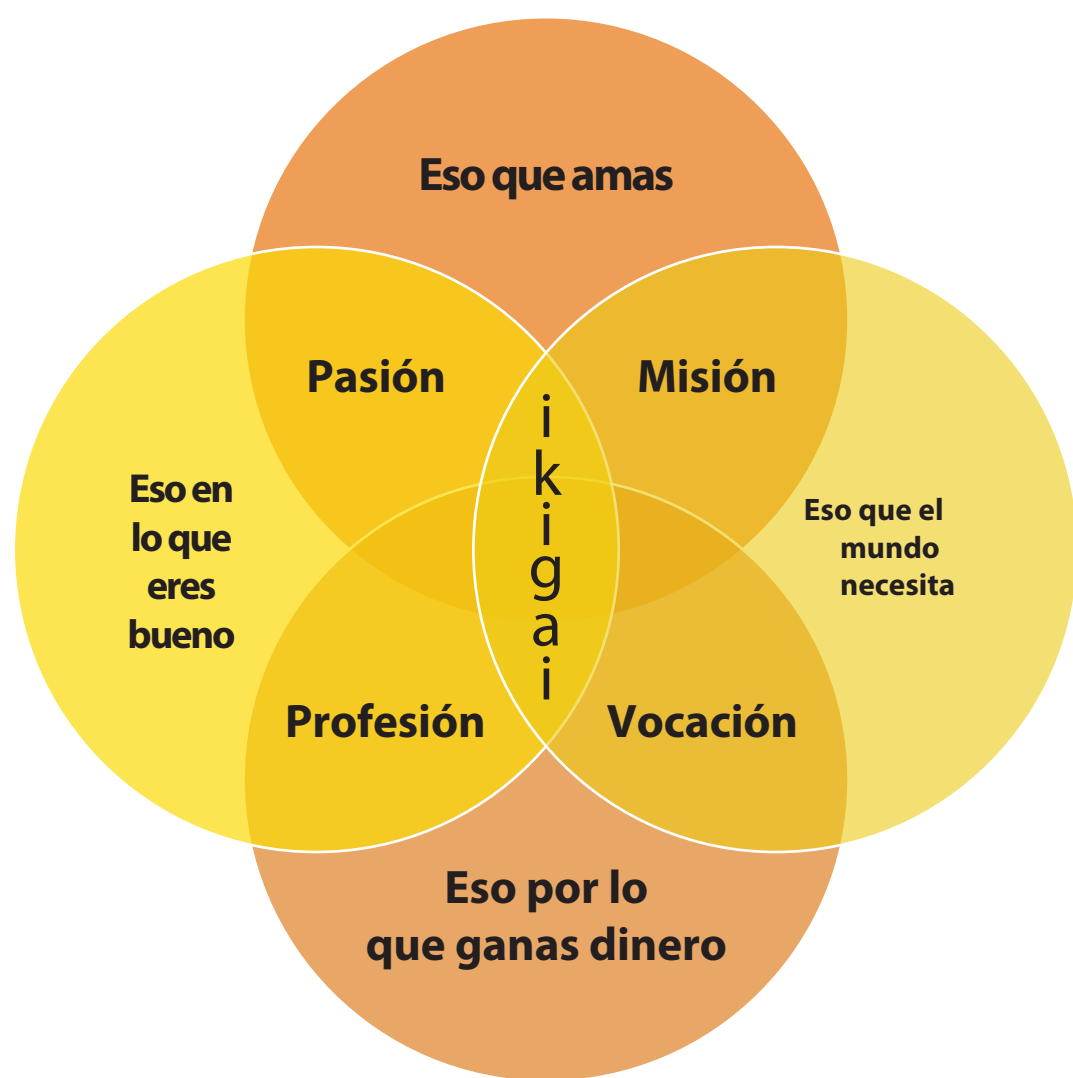 Eso que amas
Pasión
Misión
i
k
i
g
a
i
Eso en
lo que
eres
bueno
Eso que el
mundo
necesita
Profesión
Vocación
Eso por lo
que ganas dinero